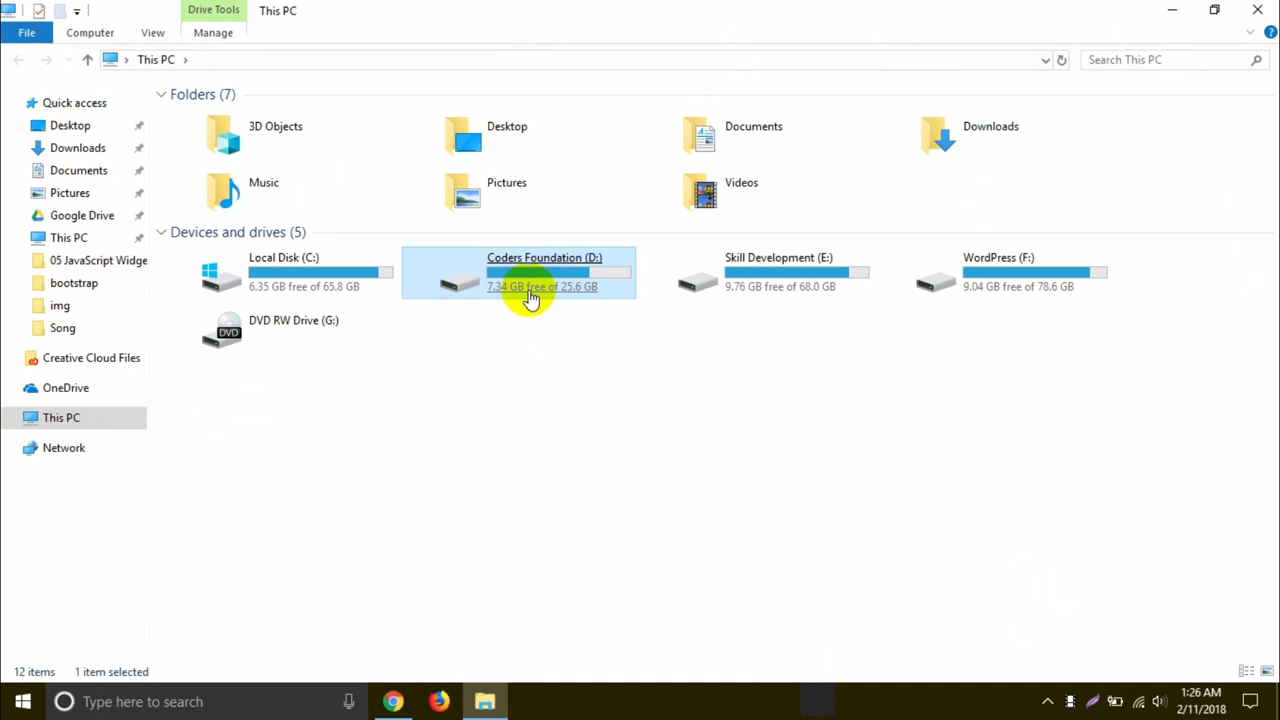 Drive Tools
This PC
File
Computer
View
Manage
This PC
Search This PC
Quick access
Desktop
Downloads
Documents
Pictures
Google Drive
This PC
05 JavaScript Widge
bootstrap
img
Song
Creative Cloud Files
OneDrive
This PC
Network
Folders (7)
3D Objects
Desktop
Documents
Downloads
Music
Pictures
Videos
Devices and drives (5)
Local Disk (C:)
6.35 GB free of 65.8 GB
Coders Foundation (D:)
7.34 GB free of 25.6 GB
Skill Development (E:)
9.76 GB free of 68.0 GB
WordPress (F:)
9.04 GB free of 78.6 GB
DVD
DVD RW Drive (G:)
12 items
1 item selected
Type here to search
1:26 AM
2/11/2018